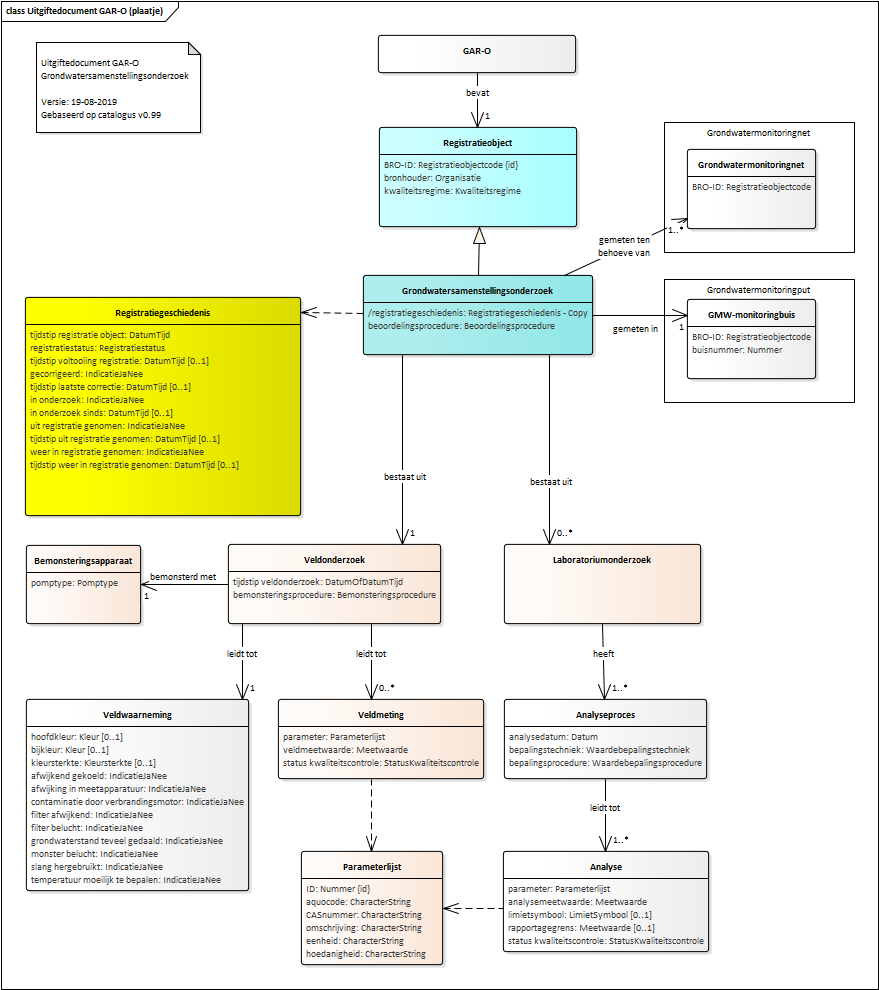 class Uitgiftedocument GAR-O (plaatje)
Uitgiftedocument GAR-O
Grondwatersamenstellingsonderzoek
Versie: 19-08-2019
Gebaseerd op catalogus v0.99
GAR-O
bevat
1
Registratieobject
BRO-ID: Registratieobjectcode {id}
bronhouder: Organisatie
kwaliteitsregime: Kwaliteitsregime
Grondwatermonitoringnet
Grondwatermonitoringnet
BRO-ID: Registratieobjectcode
1..*
gemeten ten
behoeve van
Grondwatersamenstellingsonderzoek
/registratiegeschiedenis: Registratiegeschiedenis - Copy
beoordelingsprocedure: Beoordelingsprocedure
Grondwatermonitoringput
GMW-monitoringbuis
BRO-ID: Registratieobjectcode
buisnummer: Nummer
gemeten in
1
Registratiegeschiedenis
tijdstip registratie object: DatumTijd
registratiestatus: Registratiestatus
tijdstip voltooiing registratie: DatumTijd [0..1]
gecorrigeerd: IndicatieJaNee
tijdstip laatste correctie: DatumTijd [0..1]
in onderzoek: IndicatieJaNee
in onderzoek sinds: DatumTijd [0..1]
uit registratie genomen: IndicatieJaNee
tijdstip uit registratie genomen: DatumTijd [0..1]
weer in registratie genomen: IndicatieJaNee
tijdstip weer in registratie genomen: DatumTijd [0..1]
bestaat uit
1
bestaat uit
0..*
Bemonsteringsapparaat
pomptype: Pomptype
bemonsterd met
1
Veldonderzoek
tijdstip veldonderzoek: DatumOfDatumTijd
bemonsteringsprocedure: Bemonsteringsprocedure
Laboratoriumonderzoek
leidt tot
1
leidt tot
0..*
heeft
1..*
Veldwaarneming
hoofdkleur: Kleur [0..1]
bijkleur: Kleur [0..1]
kleursterkte: Kleursterkte [0..1]
afwijkend gekoeld: IndicatieJaNee
afwijking in meetapparatuur: IndicatieJaNee
contaminatie door verbrandingsmotor: IndicatieJaNee
filter afwijkend: IndicatieJaNee
filter belucht: IndicatieJaNee
grondwaterstand teveel gedaald: IndicatieJaNee
monster belucht: IndicatieJaNee
slang hergebruikt: IndicatieJaNee
temperatuur moeilijk te bepalen: IndicatieJaNee
Veldmeting
parameter: Parameterlijst
veldmeetwaarde: Meetwaarde
status kwaliteitscontrole: StatusKwaliteitscontrole
Analyseproces
analysedatum: Datum
bepalingstechniek: Waardebepalingstechniek
bepalingsprocedure: Waardebepalingsprocedure
leidt tot
1..*
Parameterlijst
ID: Nummer {id}
aquocode: CharacterString
CASnummer: CharacterString
omschrijving: CharacterString
eenheid: CharacterString
hoedanigheid: CharacterString
Analyse
parameter: Parameterlijst
analysemeetwaarde: Meetwaarde
limietsymbool: LimietSymbool [0..1]
rapportagegrens: Meetwaarde [0..1]
status kwaliteitscontrole: StatusKwaliteitscontrole